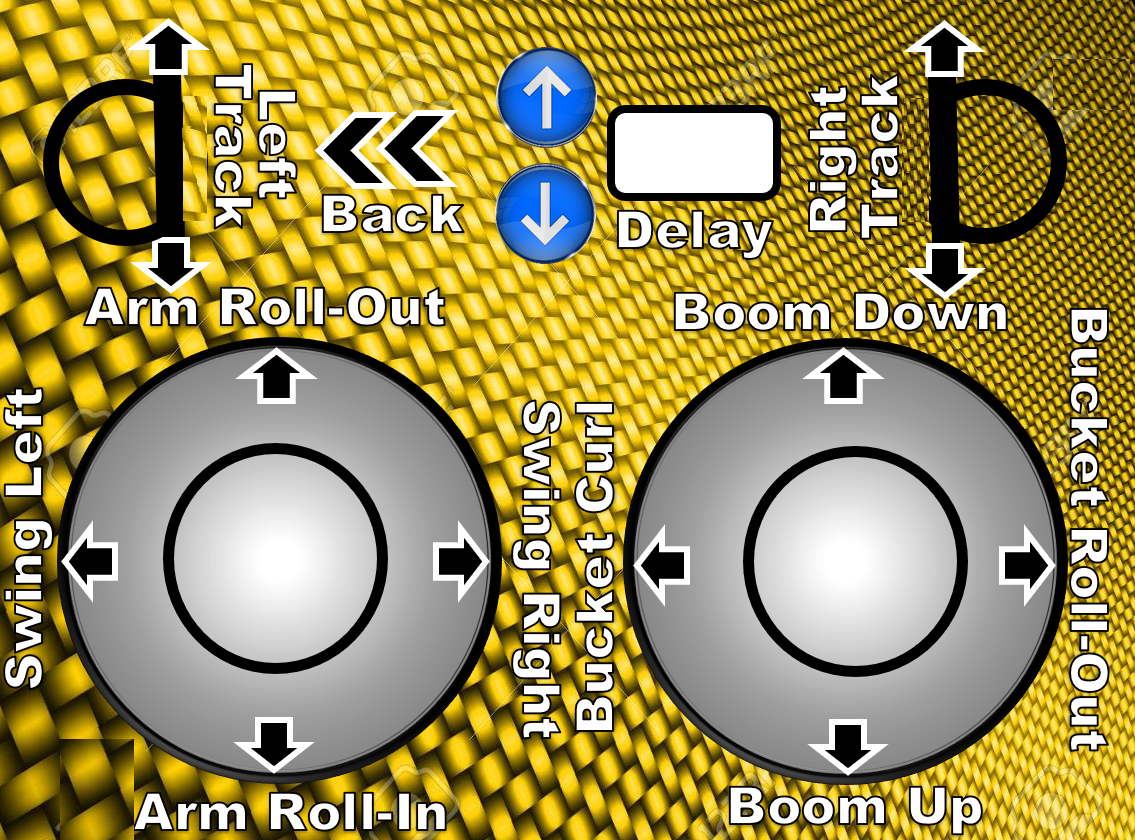 Left
Track
Back
Delay
Right
Track
Arm Roll-Out
Boom Down
Swing Left
Swing Right
Bucket Curl
Bucket Roll-Out
Arm Roll-In
Boom Up